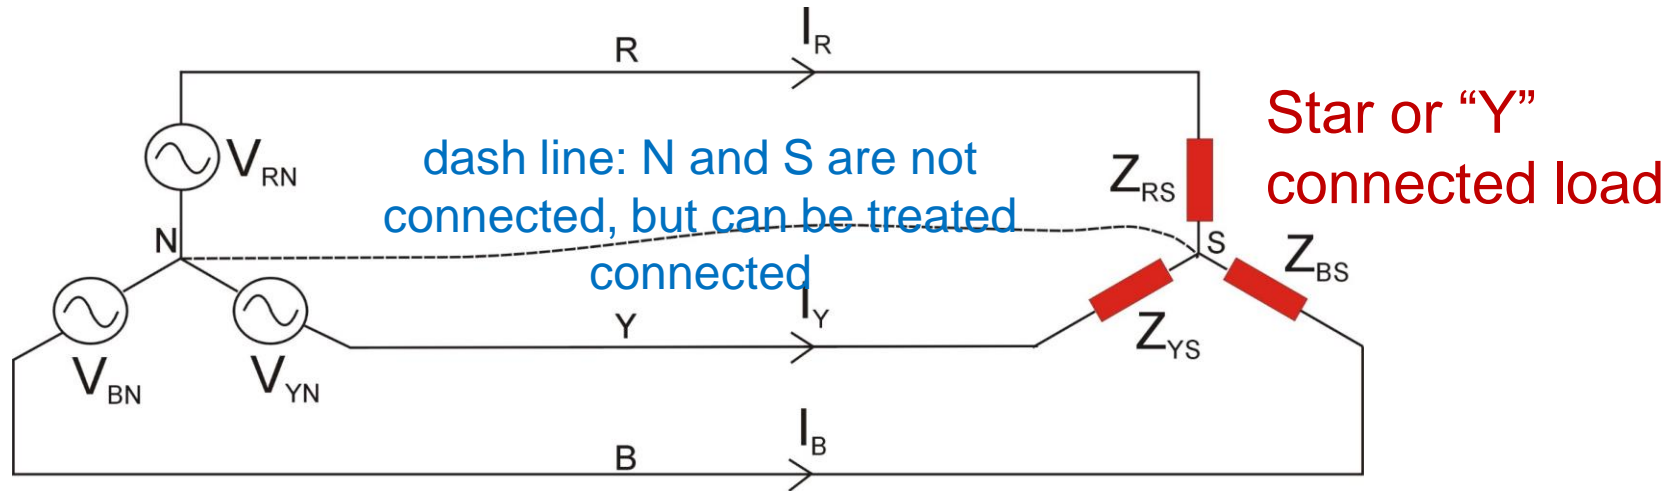 I_R
R
Star or “Y”
connected load
V_RN
dash line: N and S are not
connected, but can be treated
connected
Z_RS
N
S
Z_BS
I_Y
Y
Z_YS
V_BN
V_YN
I_B
B